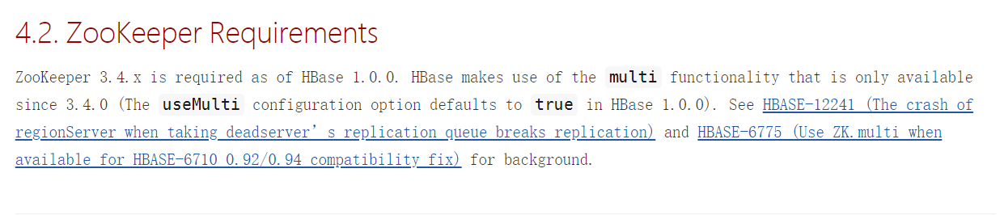 4.2. ZooKeeper Requirements
ZooKeeper 3.4.x is required as of HBase 1.0.0. HBase makes use of the multi functionality that is only available
since 3.4.0 (The useMulti configuration option defaults to true in HBase 1.0.0). See HBASE-12241 (The crash of
regionServer when taking deadserver’s replication queue breaks replication) and HBASE-6775 (Use ZK.multi when
available for HBASE-6710 0.92/0.94 compatibility fix) for background.